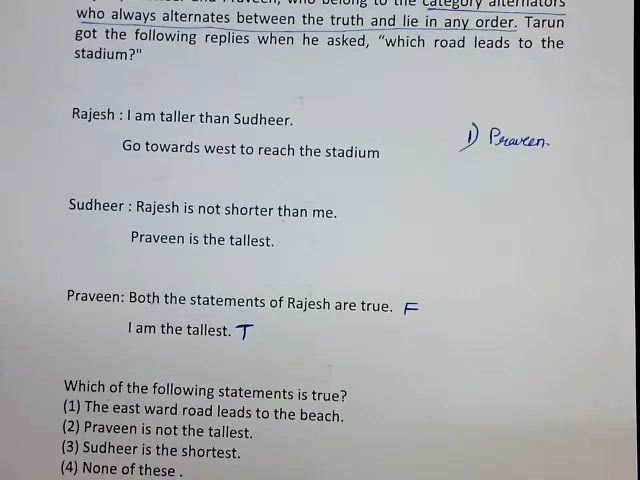 who always alternates between the truth and lie in any order. Tarun
got the following replies when he asked, "which road leads to the
stadium?"
Rajesh : I am taller than Sudheer.
Go towards west to reach the stadium
1) Praveen.
Sudheer : Rajesh is not shorter than me.
Praveen is the tallest.
Praveen: Both the statements of Rajesh are true. F
I am the tallest. T
Which of the following statements is true?
(1) The east ward road leads to the beach.
(2) Praveen is not the tallest.
(3) Sudheer is the shortest.
(4) None of these .